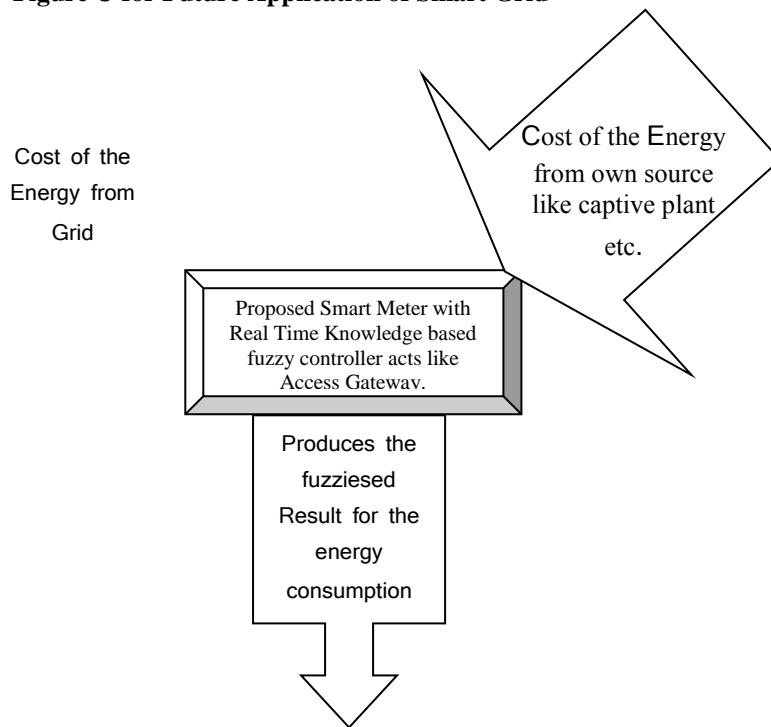 Figure C for Future Application of Smart Grid
Cost of the
Energy from
Grid
Cost of the Energy
from own source
like captive plant
etc.
Proposed Smart Meter with
Real Time Knowledge based
fuzzy controller acts like
Access Gateway.
Produces the
fuzziesed
Result for the
energy
consumption